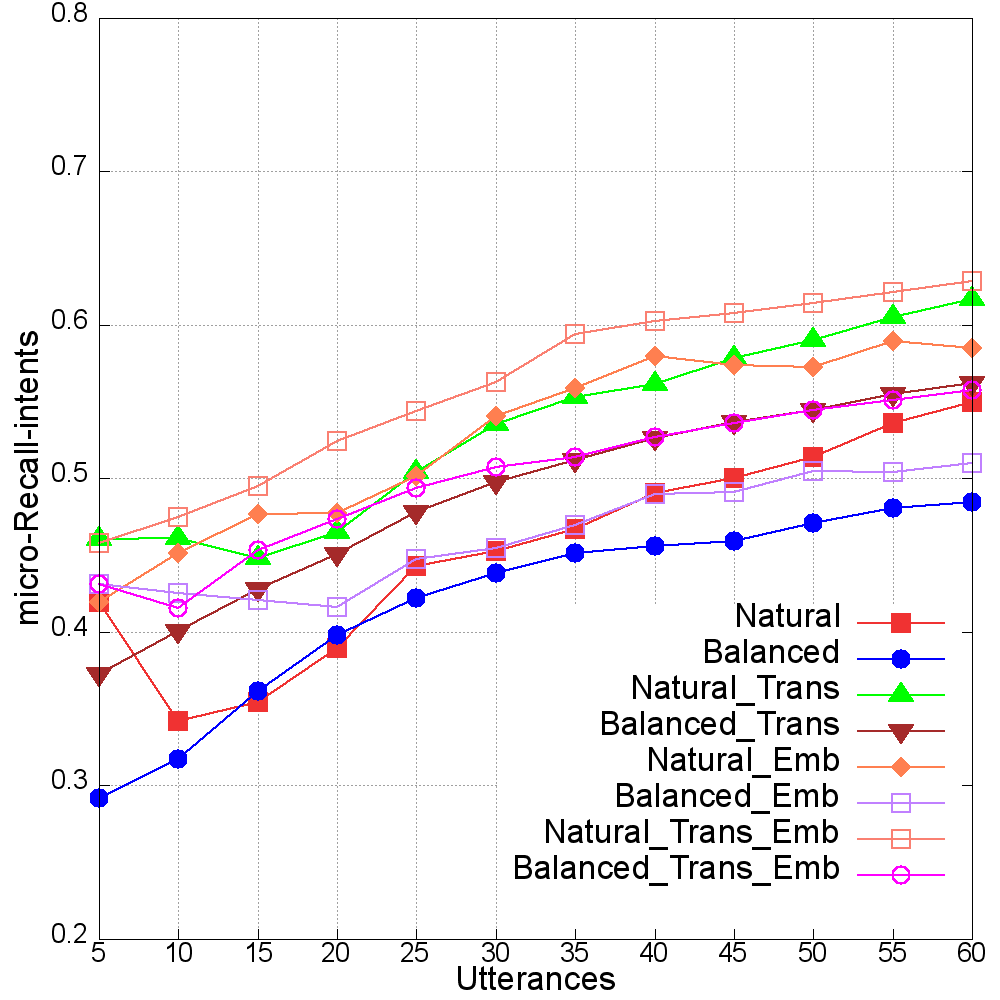 0.8
0.7
0.6
0.5
0.4
0.3
0.2
micro-Recall-intents
Natural
Balanced
Natural_Trans
Balanced_Trans
Natural_Emb
Balanced_Emb
Natural_Trans_Emb
Balanced_Trans_Emb
5 10 15 20 25 30 35 40 45 50 55 60
Utterances